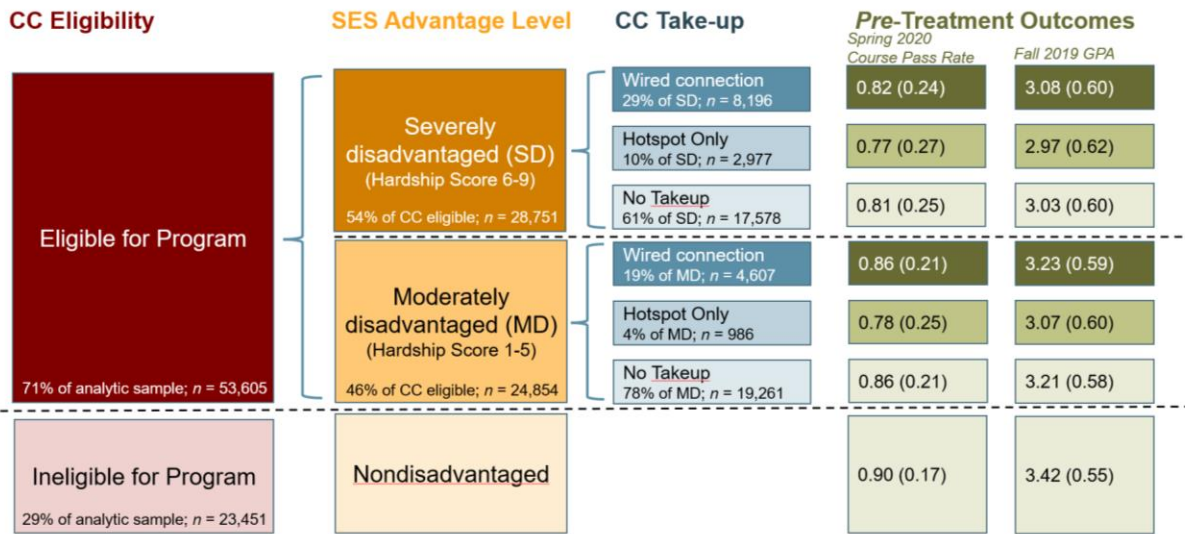 CC Eligibility
SES Advantage Level
CC Take-up
Pre-Treatment Outcomes
Spring 2020
Course Pass Rate
Fall 2019 GPA
Eligible for Program
71% of analytic sample; n = 53,605
Severely
disadvantaged (SD)
(Hardship Score 6-9)
54% of CC eligible; n = 28,751
Wired connection
29% of SD; n = 8,196
0.82 (0.24)
3.08 (0.60)
Hotspot Only
10% of SD; n = 2,977
0.77 (0.27)
2.97 (0.62)
No Takeup
61% of SD; n = 17,578
0.81 (0.25)
3.03 (0.60)
Moderately
disadvantaged (MD)
(Hardship Score 1-5)
46% of CC eligible; n = 24,854
Wired connection
19% of MD; n = 4,607
0.86 (0.21)
3.23 (0.59)
Hotspot Only
4% of MD; n = 986
0.78 (0.25)
3.07 (0.60)
No Takeup
78% of MD; n = 19,261
0.86 (0.21)
3.21 (0.58)
Ineligible for Program
29% of analytic sample; n = 23,451
Nondisadvantaged
0.90 (0.17)
3.42 (0.55)